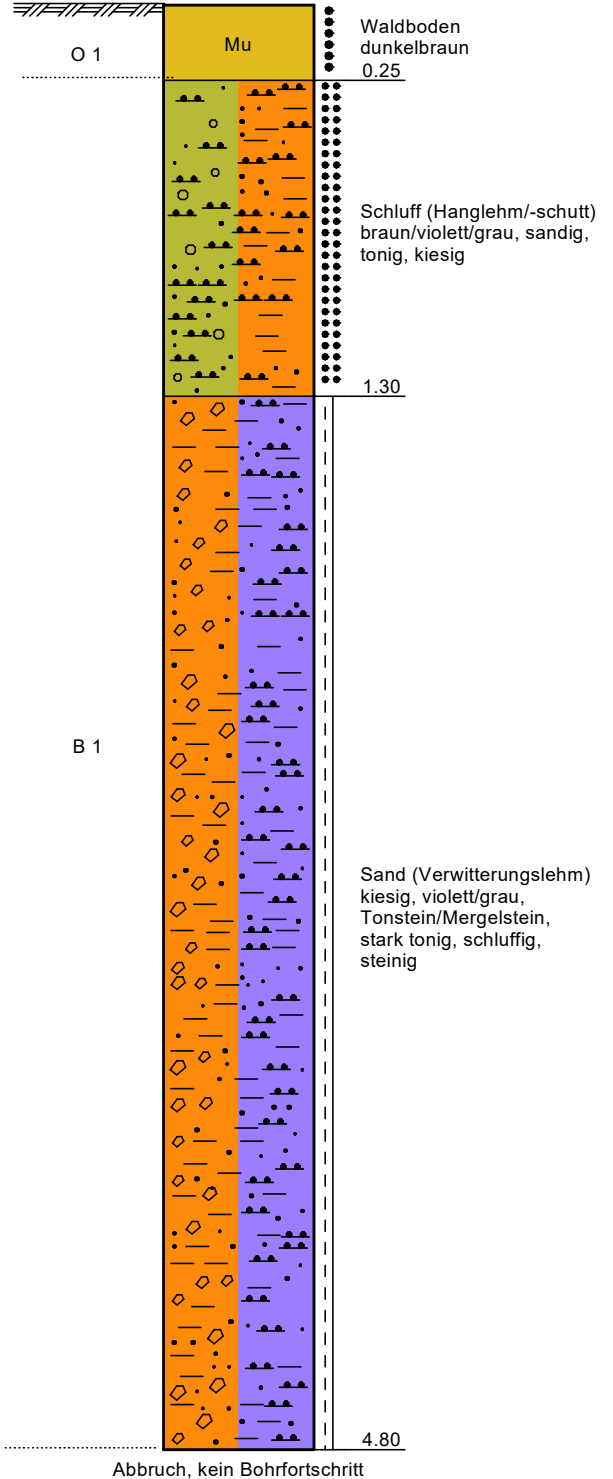 Waldboden
dunkelbraun
Mu
O 1
0.25
Schluff (Hanglehm/-schutt)
braun/violett/grau, sandig,
tonig, kiesig
1.30
B 1
Sand (Verwitterungslehm)
kiesig, violett/grau,
Tonstein/Mergelstein,
stark tonig, schluffig,
steinig
4.80
Abbruch, kein Bohrfortschritt